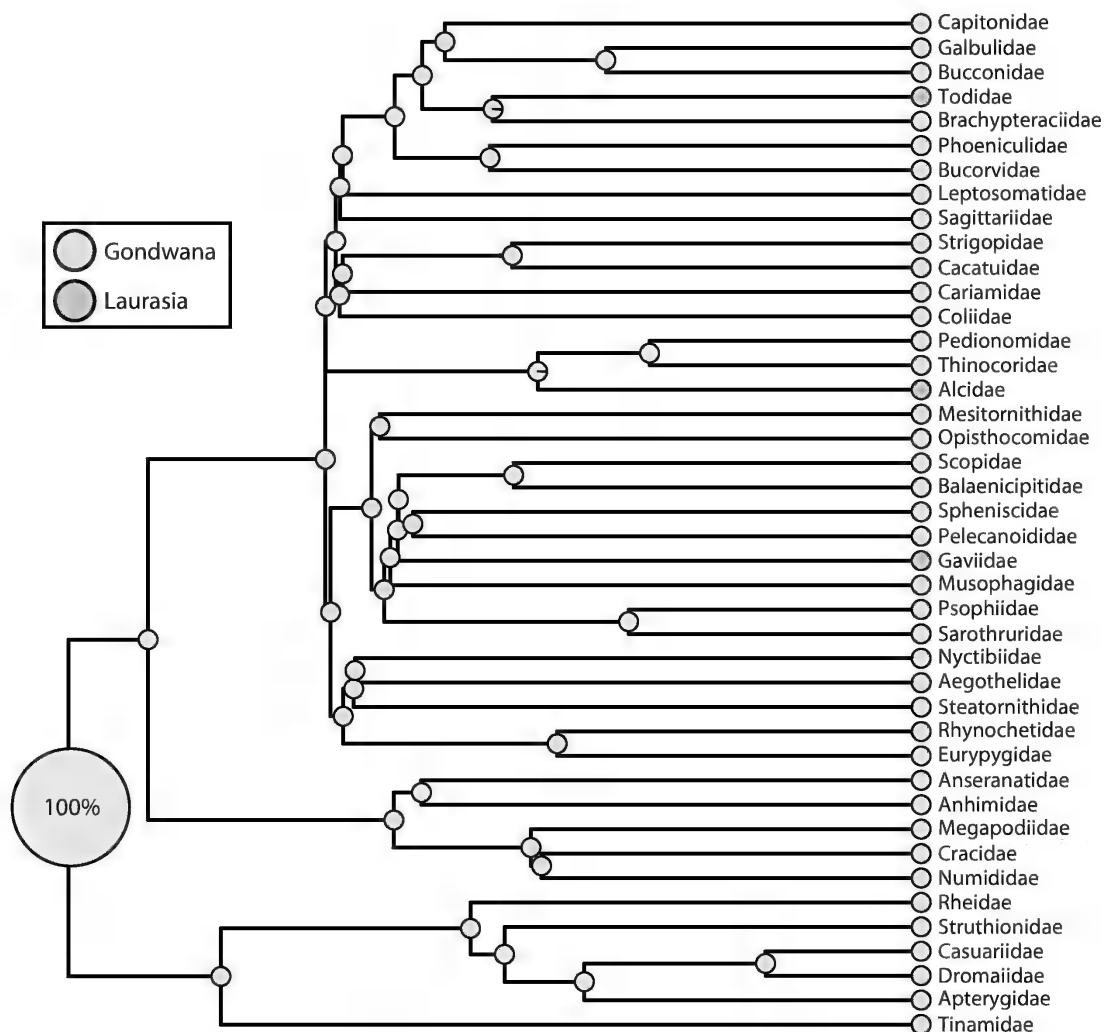 Capitonidae
Galbulidae
Bucconidae
Todidae
Brachypteraciidae
Phoeniculidae
Bucorvidae
Leptosomatidae
Sagittariidae
Strigopidae
Cacatuidae
Cariamidae
Coliidae
Pedionomidae
Thinocoridae
Alcidae
Mesitornithidae
Opisthocomidae
Scopidae
Balaenicipitidae
Spheniscidae
Pelecanoididae
Gaviidae
Musophagidae
Psophiidae
Sarothruridae
Nyctibiidae
Aegothelidae
Steatornithidae
Rhynochetidae
Eurypygidae
Anseranatidae
Anhimidae
Megapodiidae
Cracidae
Numididae
Rheidae
Struthionidae
Casuariidae
Dromaiidae
Apterygidae
Tinamidae
Gondwana
Laurasia
100%